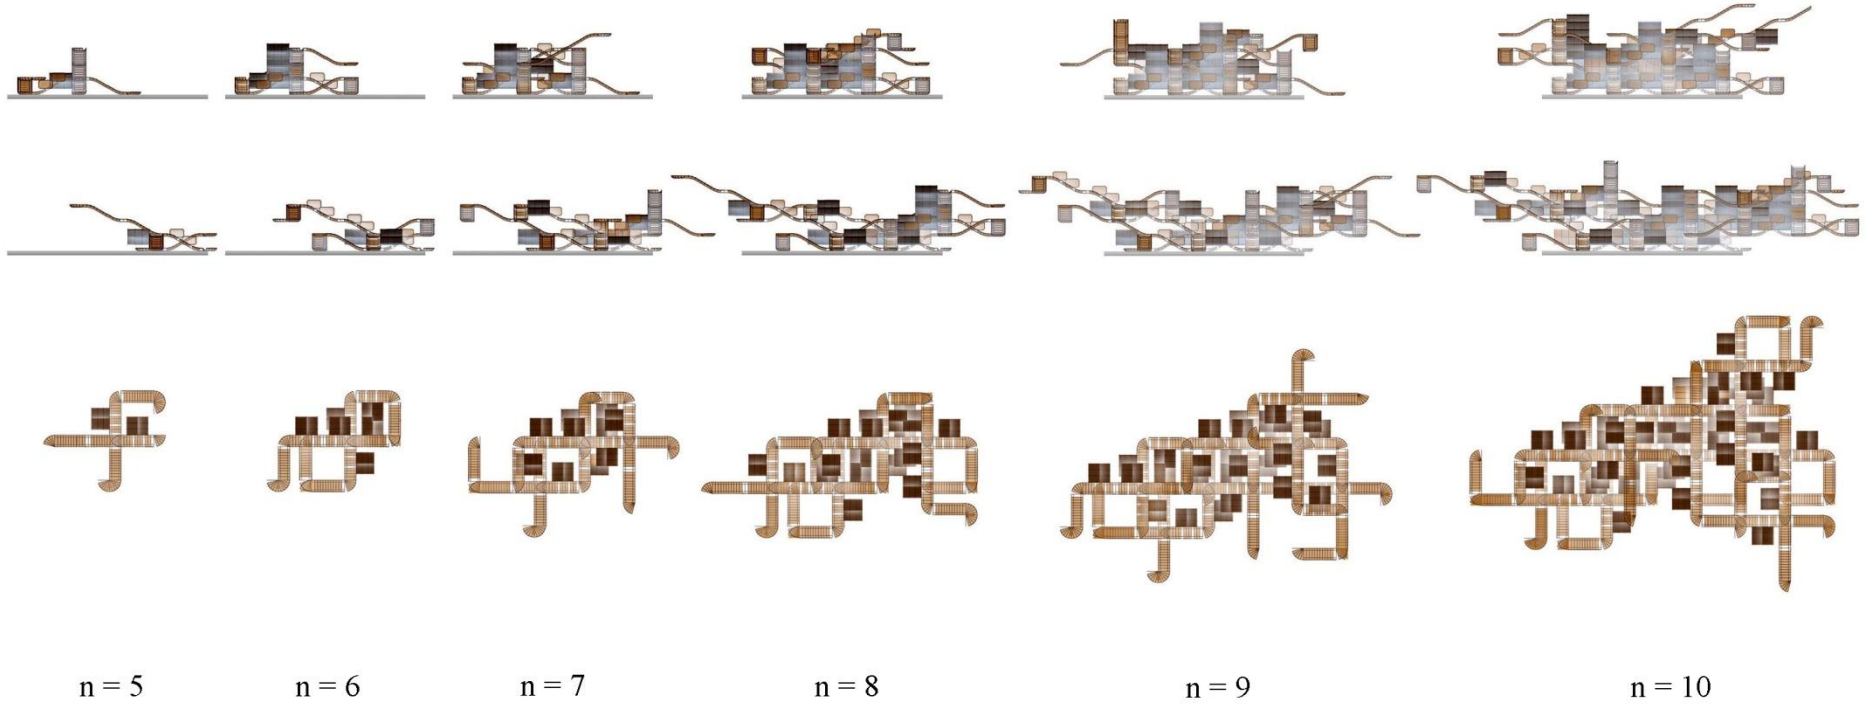 n = 5 n = 6 n = 7 n = 8 n = 9 n = 10